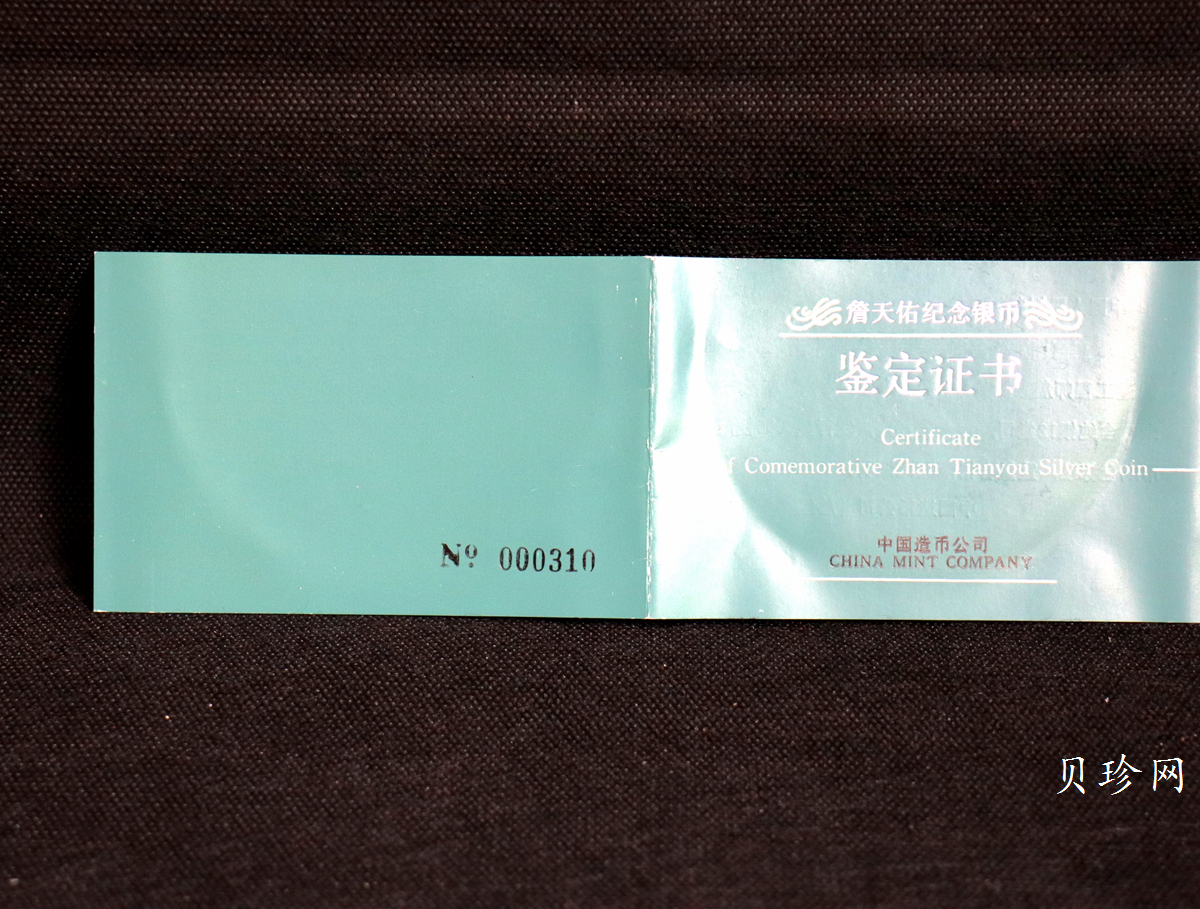 № 000310
詹天佑纪念银币
鉴定证书
Certificate
f Comemorative Zhan Tianyou Silver Coin
中国造币公司
CHINA MINT COMPANY
贝珍网